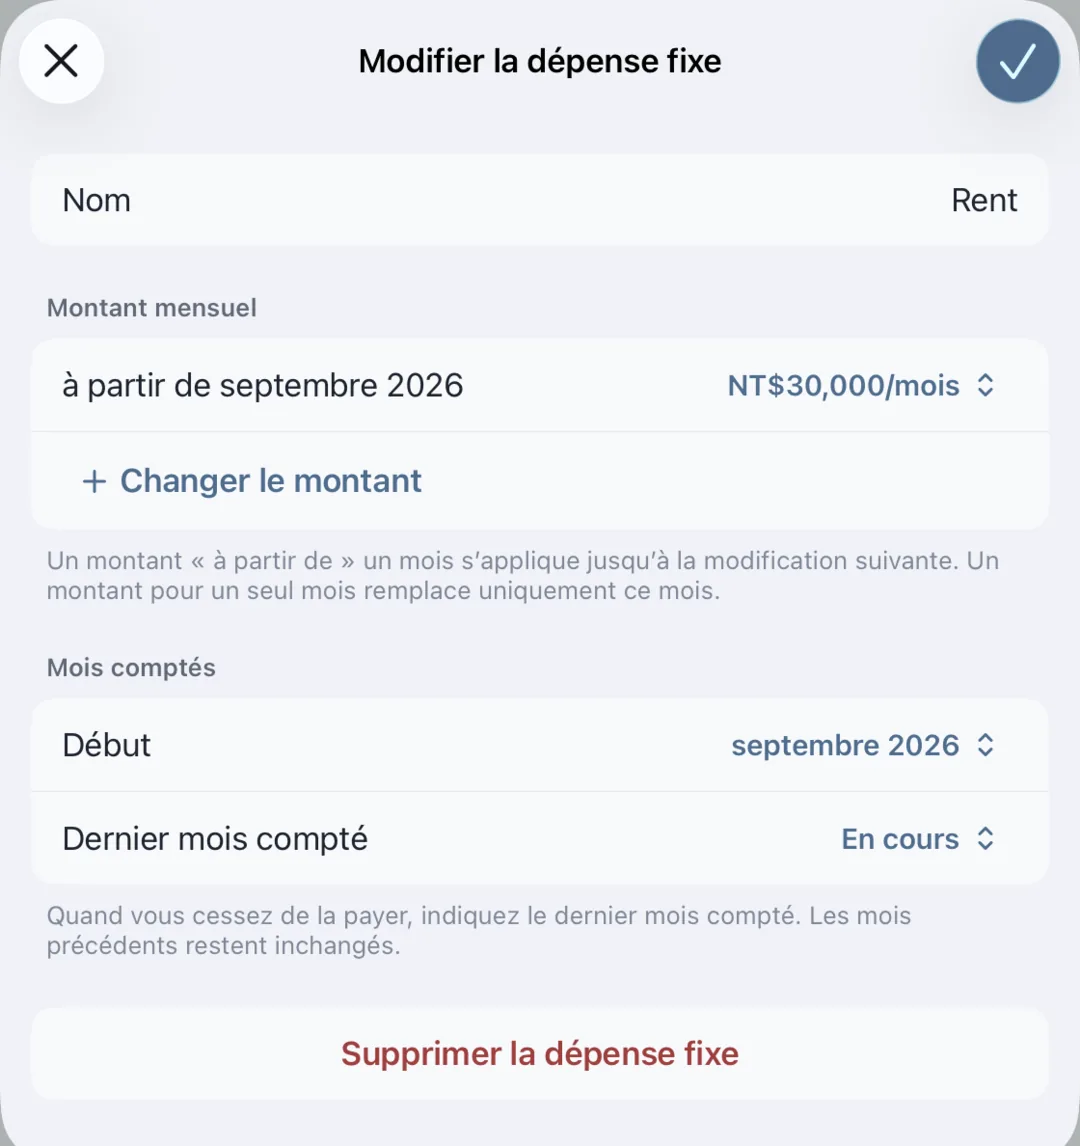 Modifier la dépense fixe
Nom
Rent
Montant mensuel
à partir de septembre 2026
NT$30,000/mois
+ Changer le montant
Un montant « à partir de » un mois s’applique jusqu’à la modification suivante. Un
montant pour un seul mois remplace uniquement ce mois.
Mois comptés
Début
septembre 2026
Dernier mois compté
En cours
Quand vous cessez de la payer, indiquez le dernier mois compté. Les mois
précédents restent inchangés.
Supprimer la dépense fixe